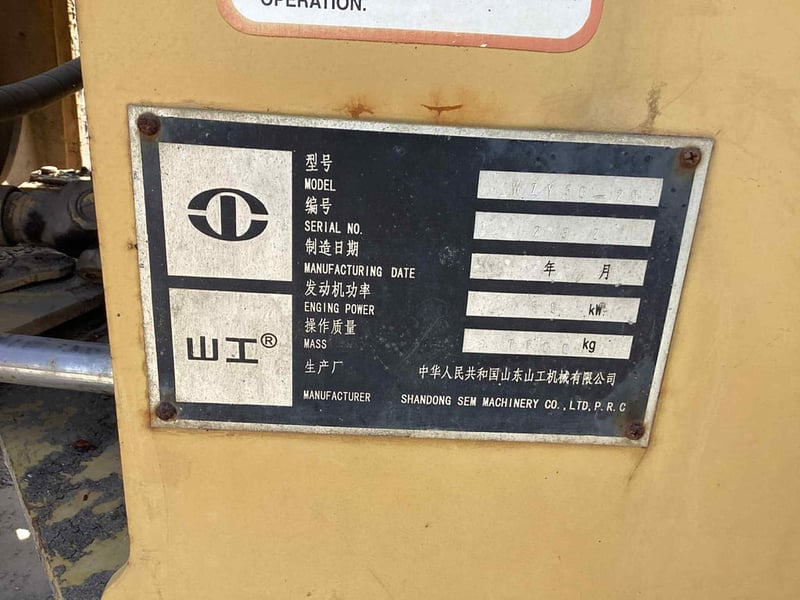 OPERATION.
型号
MODEL
编号
SERIAL NO.
制造日期
MANUFACTURING DATE 年 月
发动机功率
ENGING POWER kW
操作质量
MASS kg
生产厂 中华人民共和国山东山工机械有限公司
MANUFACTURER SHANDONG SEM MACHINERY CO.,LTD,P.R.C
山工®